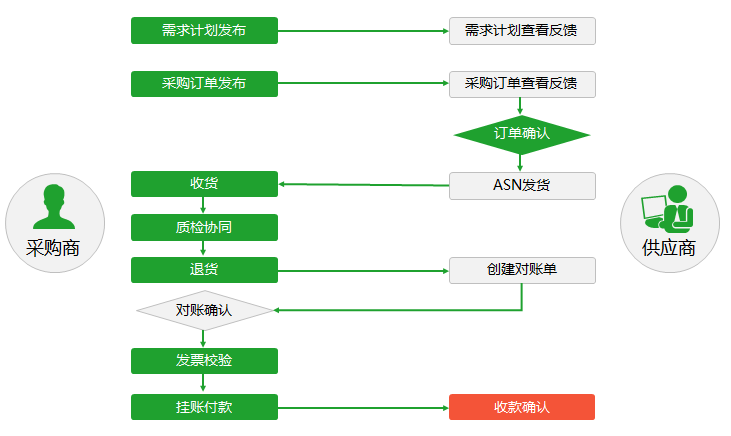 需求计划发布
需求计划查看反馈
采购订单发布
采购订单查看反馈
订单确认
收货
ASN发货
质检协同
采购商
供应商
退货
创建对账单
对账确认
发票校验
挂账付款
收款确认